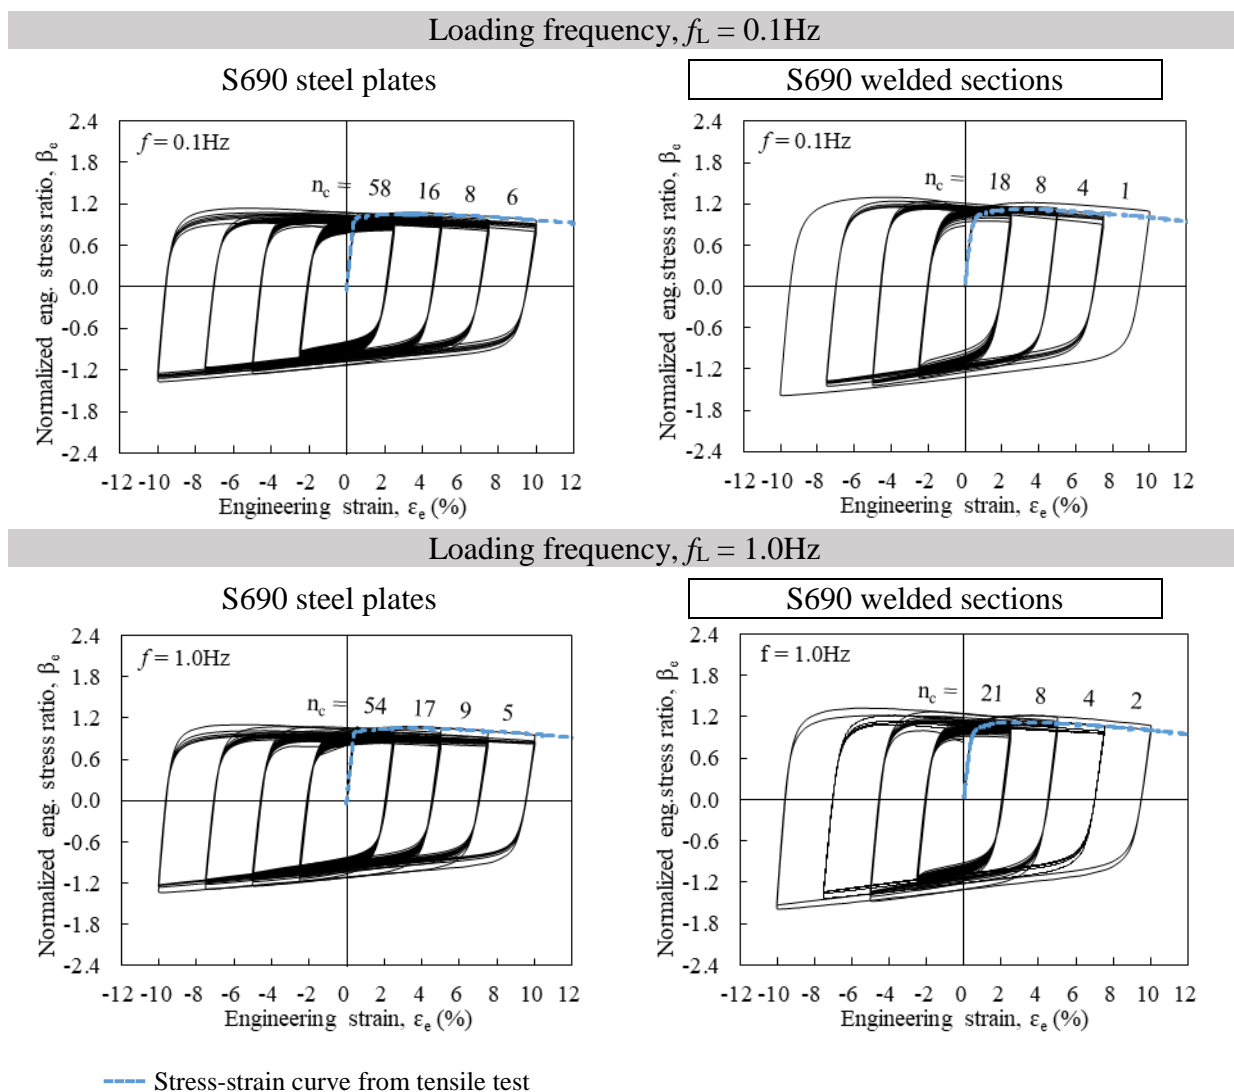 Loading frequency, fL = 0.1Hz
S690 steel plates
S690 welded sections
Normalized eng. stress ratio, βe
2.4
1.8
1.2
0.6
0.0
-0.6
-1.2
-1.8
-2.4
f = 0.1Hz
nc = 58 16 8 6
-12 -10 -8 -6 -4 -2 0 2 4 6 8 10 12
Engineering strain, εe (%)
Normalized eng.stress ratio, βe
2.4
1.8
1.2
0.6
0.0
-0.6
-1.2
-1.8
-2.4
f = 0.1Hz
nc = 18 8 4 1
-12 -10 -8 -6 -4 -2 0 2 4 6 8 10 12
Engineering strain, εe (%)
Loading frequency, fL = 1.0Hz
S690 steel plates
S690 welded sections
Normalized eng. stress ratio, βe
2.4
1.8
1.2
0.6
0.0
-0.6
-1.2
-1.8
-2.4
f = 1.0Hz
nc = 54 17 9 5
-12 -10 -8 -6 -4 -2 0 2 4 6 8 10 12
Engineering strain, εe (%)
Normalized eng.stress ratio, βe
2.4
1.8
1.2
0.6
0.0
-0.6
-1.2
-1.8
-2.4
f = 1.0Hz
nc = 21 8 4 2
-12 -10 -8 -6 -4 -2 0 2 4 6 8 10 12
Engineering strain, εe (%)
Stress-strain curve from tensile test